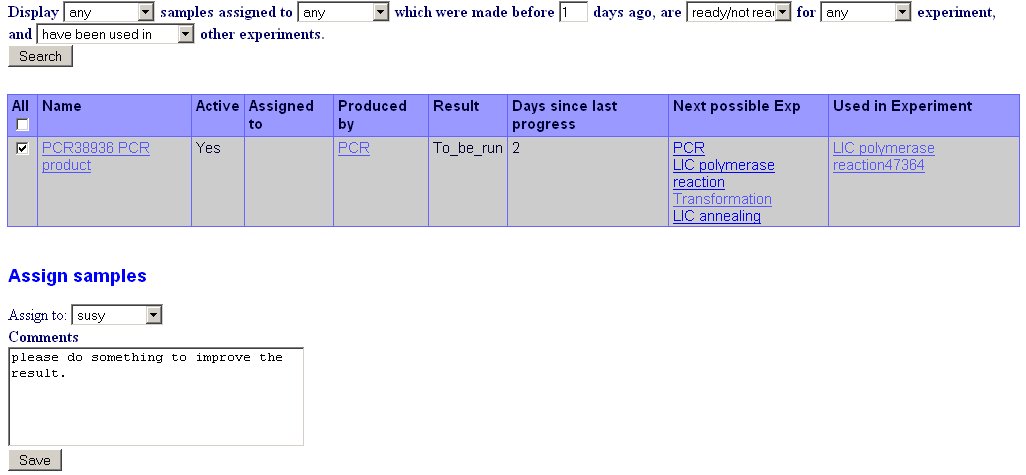 Display any samples assigned to any which were made before 1 days ago, are ready/not rea for any experiment,
and have been used in other experiments.
Search
All Name Active Assigned to Produced by Result Days since last progress Next possible Exp Used in Experiment
PCR38936 PCR product Yes PCR To_be_run 2 PCR LIC polymerase reaction47364
LIC polymerase reaction
Transformation
LIC annealing
Assign samples
Assign to: susy
Comments
please do something to improve the
result.
Save